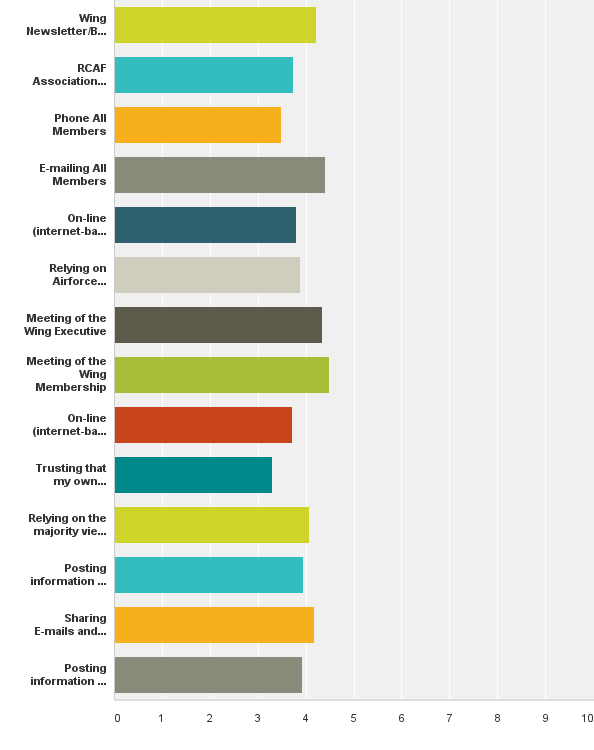 Wing
Newsletter/B...
RCAF
Association...
Phone All
Members
E-mailing All
Members
On-line
(internet-ba...
Relying on
Airforce...
Meeting of the
Wing Executive
Meeting of the
Wing
Membership
On-line
(internet-ba...
Trusting that
my own...
Relying on the
majority vie...
Posting
information ...
Sharing
E-mails and...
Posting
information ...
0 1 2 3 4 5 6 7 8 9 10